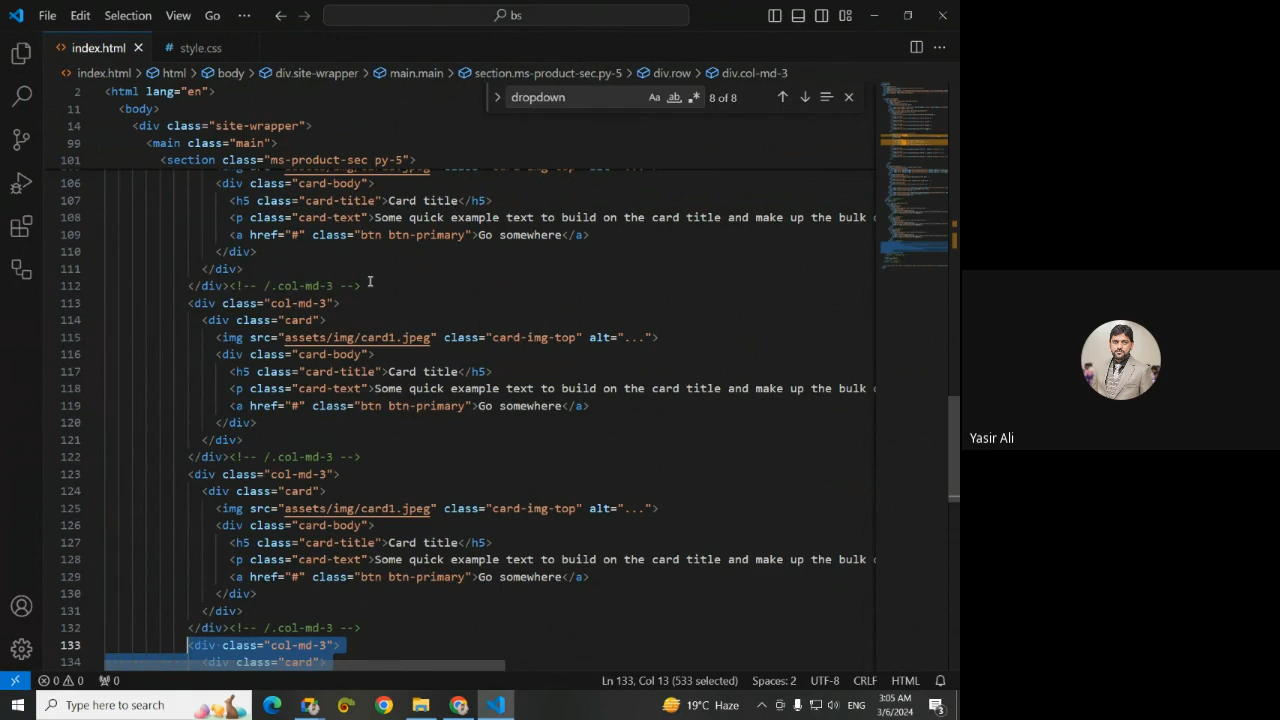 File Edit Selection View Go ··· bs
index.html style.css
index.html > html > body > div.site-wrapper > main.main > section.ms-product-sec.py-5 > div.row > div.col-md-3
dropdown Aa ab 8 of 8
2 <html lang="en">
11 <body>
14 <div class="site-wrapper">
99 <main class="main">
101 <section class="ms-product-sec py-5">
106 <div class="card-body">
107 <h5 class="card-title">Card title</h5>
108 <p class="card-text">Some quick example text to build on the card title and make up the bulk
109 <a href="#" class="btn btn-primary">Go somewhere</a>
110 </div>
111 </div>
112 </div><!-- /.col-md-3 -->
113 <div class="col-md-3">
114 <div class="card">
115 <img src="assets/img/card1.jpeg" class="card-img-top" alt="...">
116 <div class="card-body">
117 <h5 class="card-title">Card title</h5>
118 <p class="card-text">Some quick example text to build on the card title and make up the bulk
119 <a href="#" class="btn btn-primary">Go somewhere</a>
120 </div>
121 </div>
122 </div><!-- /.col-md-3 -->
123 <div class="col-md-3">
124 <div class="card">
125 <img src="assets/img/card1.jpeg" class="card-img-top" alt="...">
126 <div class="card-body">
127 <h5 class="card-title">Card title</h5>
128 <p class="card-text">Some quick example text to build on the card title and make up the bulk
129 <a href="#" class="btn btn-primary">Go somewhere</a>
130 </div>
131 </div>
132 </div><!-- /.col-md-3 -->
133 <div class="col-md-3">
134 <div class="card">
Yasir Ali
0 0 0 Ln 133, Col 13 (533 selected) Spaces: 2 UTF-8 CRLF HTML
Type here to search 19°C Haze ENG 3:05 AM
3/6/2024 3